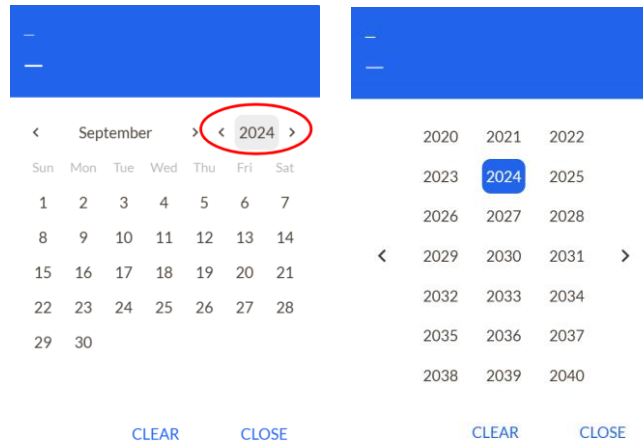 < September > < 2024 >
Sun Mon Tue Wed Thu Fri Sat
1 2 3 4 5 6 7
8 9 10 11 12 13 14
15 16 17 18 19 20 21
22 23 24 25 26 27 28
29 30
CLEAR CLOSE
2020 2021 2022
2023 2024 2025
2026 2027 2028
< 2029 2030 2031 >
2032 2033 2034
2035 2036 2037
2038 2039 2040
CLEAR CLOSE